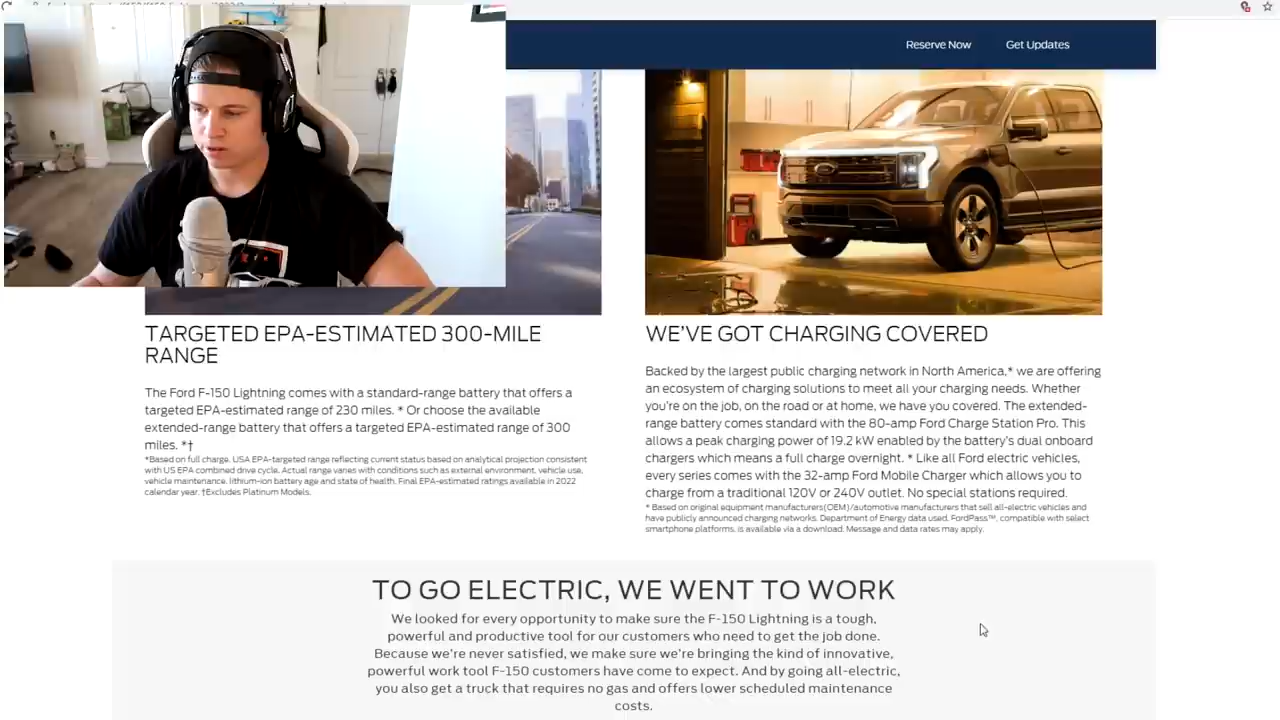 Reserve Now
Get Updates
TARGETED EPA-ESTIMATED 300-MILE
RANGE
The Ford F-150 Lightning comes with a standard-range battery that offers a
targeted EPA-estimated range of 230 miles. * Or choose the available
extended-range battery that offers a targeted EPA-estimated range of 300
miles. *†
*Based on full charge. USA EPA-targeted range reflecting current status based on analytical projection consistent
with US EPA combined drive cycle. Actual range varies with conditions such as external environment, vehicle use,
vehicle maintenance, lithium-ion battery age and state of health. Final EPA-estimated ratings available in 2022
calendar year. †Excludes Platinum Models.
WE'VE GOT CHARGING COVERED
Backed by the largest public charging network in North America,* we are offering
an ecosystem of charging solutions to meet all your charging needs. Whether
you're on the job, on the road or at home, we have you covered. The extended-
range battery comes standard with the 80-amp Ford Charge Station Pro. This
allows a peak charging power of 19.2 kW enabled by the battery's dual onboard
chargers which means a full charge overnight. * Like all Ford electric vehicles,
every series comes with the 32-amp Ford Mobile Charger which allows you to
charge from a traditional 120V or 240V outlet. No special stations required.
* Based on original equipment manufacturers(OEM)/automotive manufacturers that sell all-electric vehicles and
have publicly announced charging networks. Department of Energy data used. FordPass™, compatible with select
smartphone platforms, is available via a download. Message and data rates may apply.
TO GO ELECTRIC, WE WENT TO WORK
We looked for every opportunity to make sure the F-150 Lightning is a tough,
powerful and productive tool for our customers who need to get the job done.
Because we're never satisfied, we make sure we're bringing the kind of innovative,
powerful work tool F-150 customers have come to expect. And by going all-electric,
you also get a truck that requires no gas and offers lower scheduled maintenance
costs.